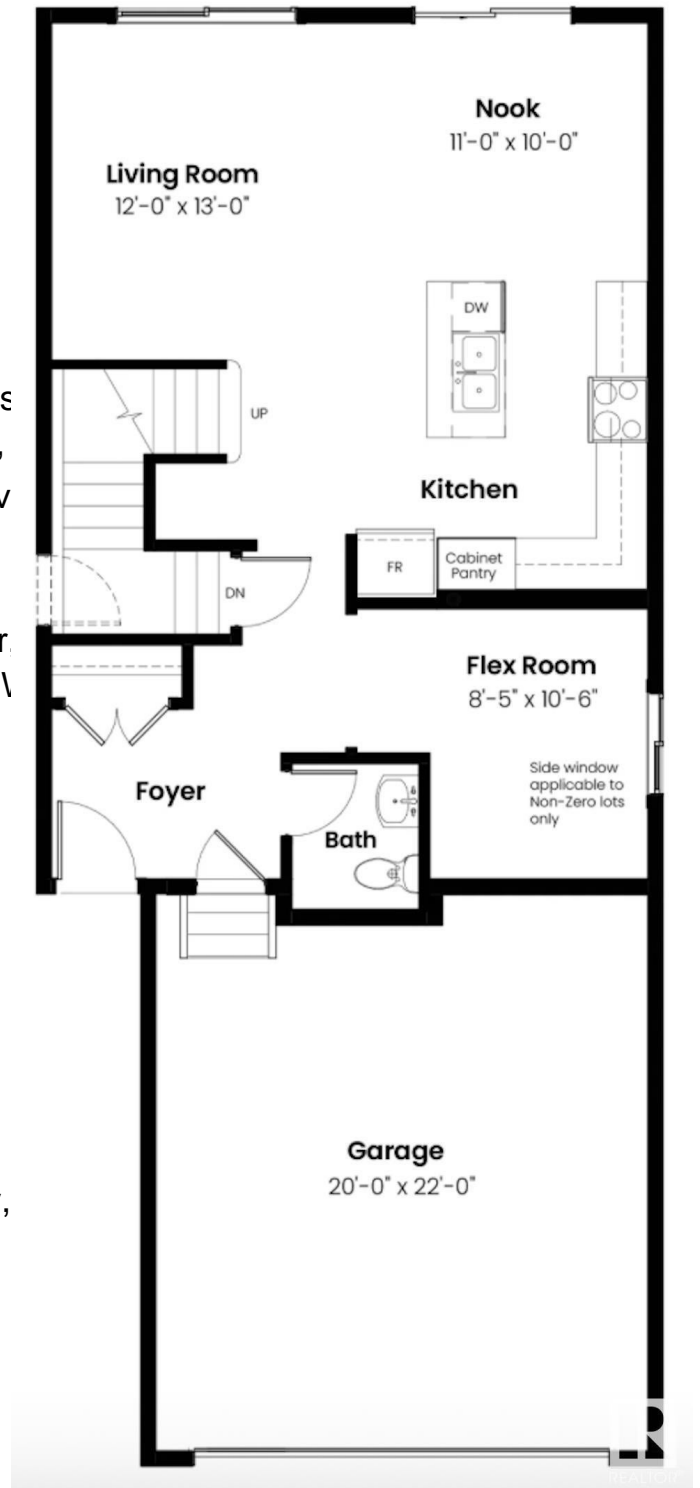 Nook
11'-0" x 10'-0"
Living Room
12'-0" x 13'-0"
DW
s
UP
,
v
Kitchen
FR
Cabinet
Pantry
DN
r,
Flex Room
8'-5" x 10'-6"
Side window
applicable to
Non-Zero lots
only
Foyer
Bath
Garage
20'-0" x 22'-0"
,
R
REALTOR